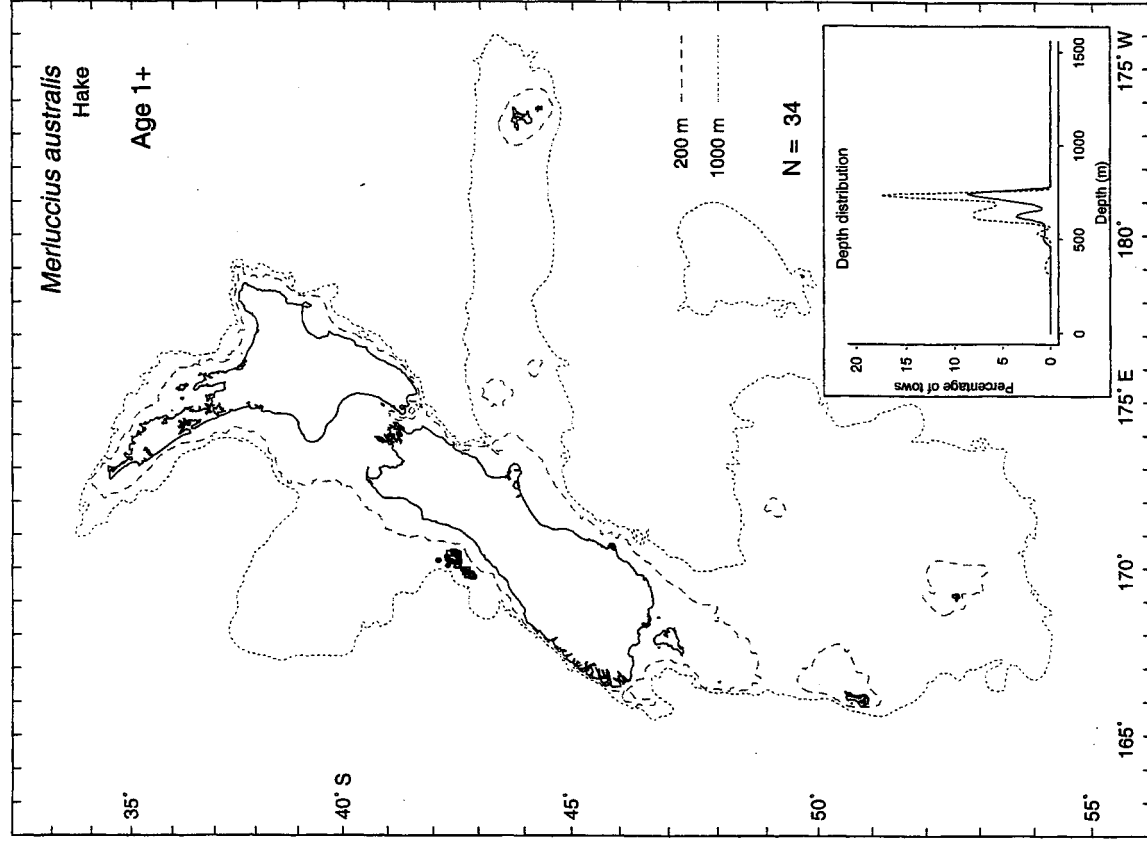 Merluccius australis
Hake
Age 1+
35°
40° S
45°
50°
55°
165°
170°
175° E
180°
175° W
200 m
1000 m
N = 34
Depth distribution
Percentage of tows
20
15
10
5
0
0
500
1000
1500
Depth (m)